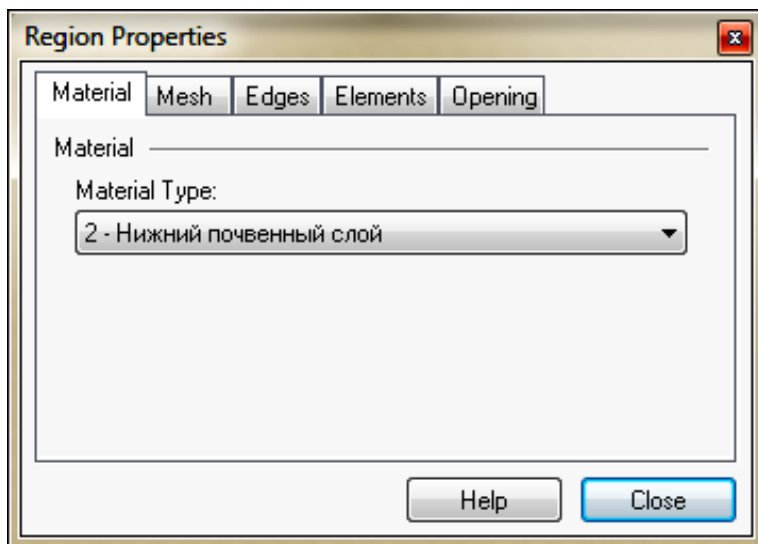 Region Properties
Material Mesh Edges Elements Opening
Material
Material Type:
2 - Нижний почвенный слой
Help Close